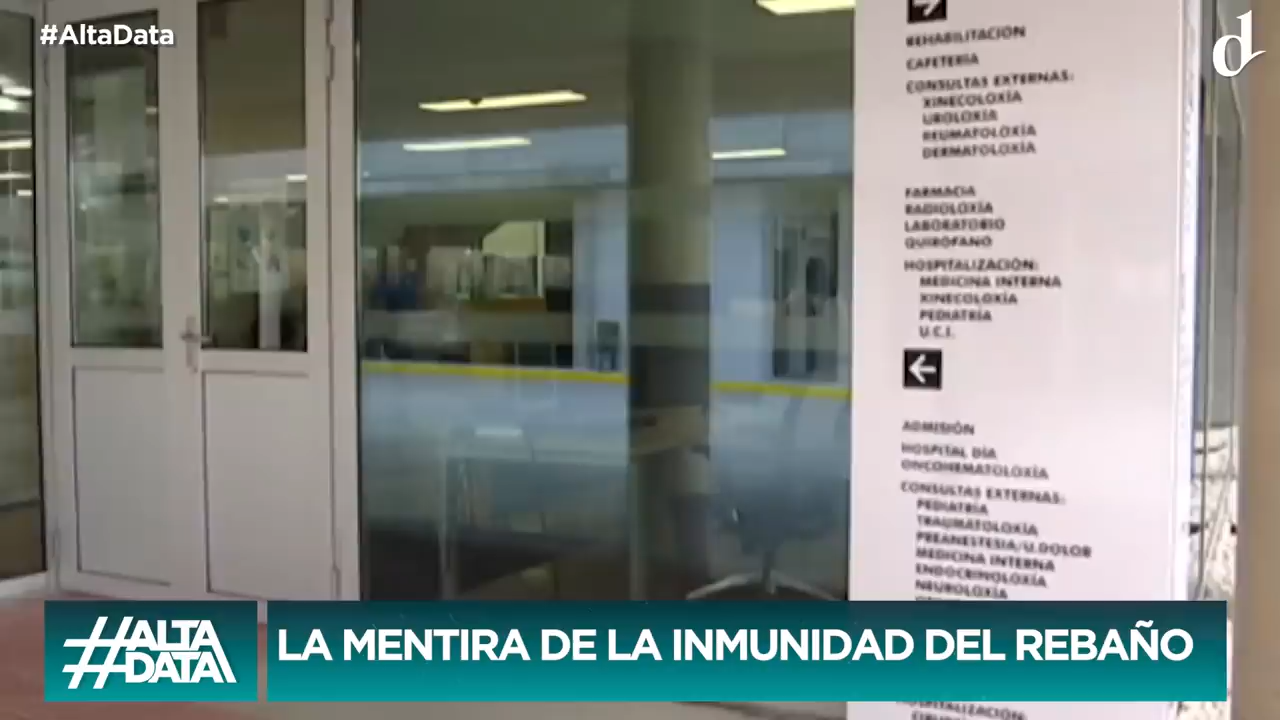 #AltaData
d
REHABILITACIÓN
CAFETERÍA
CONSULTAS EXTERNAS:
XINECOLOXÍA
UROLOXÍA
REUMATOLOXÍA
DERMATOLOXÍA
FARMACIA
RADIOLOXÍA
LABORATORIO
QUIRÓFANO
HOSPITALIZACIÓN:
MEDICINA INTERNA
XINECOLOXÍA
PEDIATRÍA
U.C.I.
ADMISIÓN
HOSPITAL DÍA
ONCOHEMATOLOXÍA
CONSULTAS EXTERNAS:
PEDIATRÍA
TRAUMATOLOXÍA
PREANESTESIA/U.DOLOR
MEDICINA INTERNA
ENDOCRINOLOXÍA
NEUROLOXÍA
#ALTA
DATA
LA MENTIRA DE LA INMUNIDAD DEL REBAÑO
HOSPITALIZACIÓN: